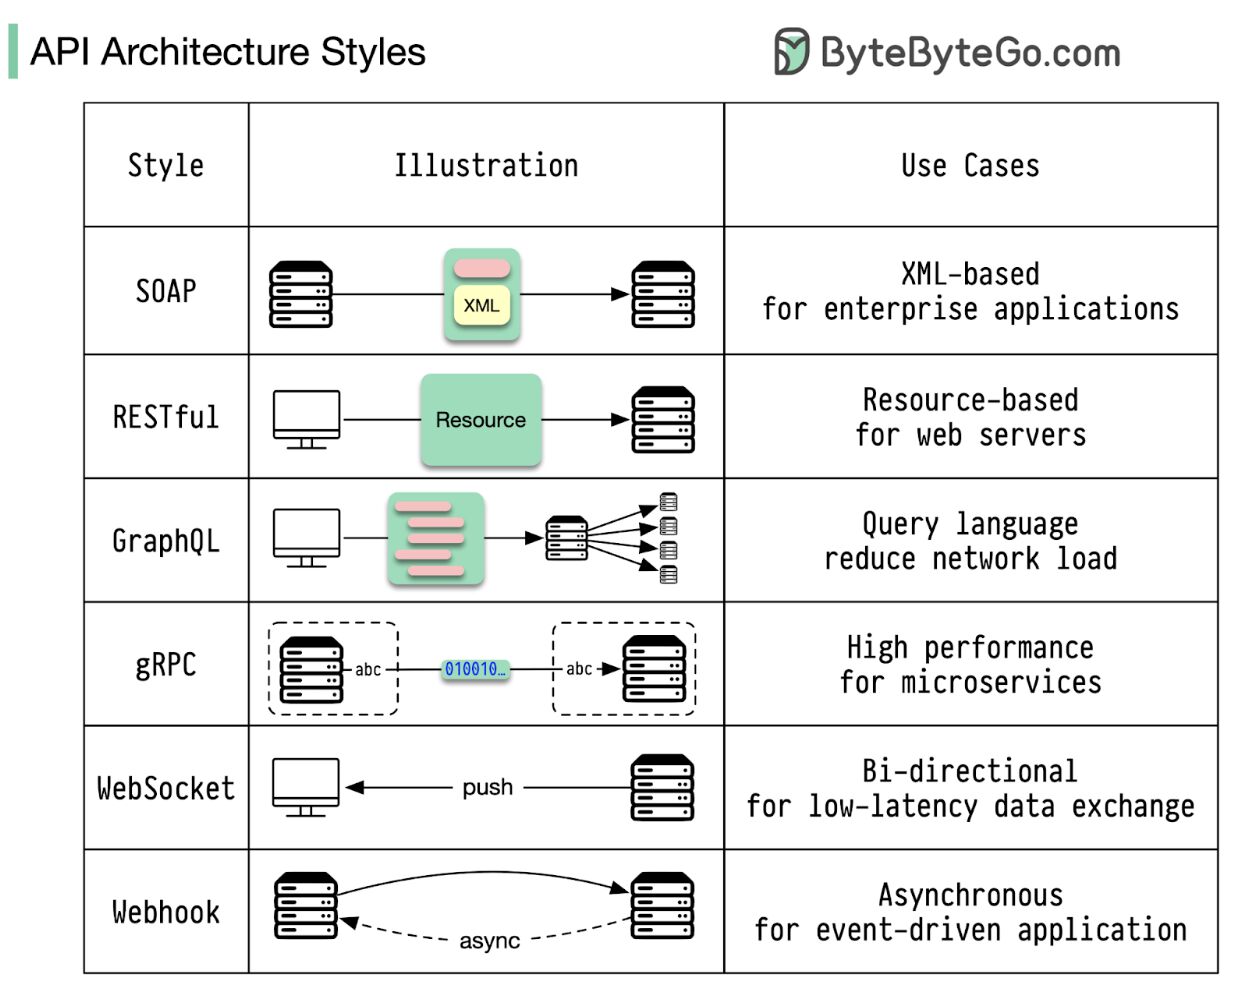 API Architecture Styles
ByteByteGo.com
Style
Illustration
Use Cases
SOAP
XML
XML-based
for enterprise applications
RESTful
Resource
Resource-based
for web servers
GraphQL
Query language
reduce network load
gRPC
abc
010010…
abc
High performance
for microservices
WebSocket
push
Bi-directional
for low-latency data exchange
Webhook
async
Asynchronous
for event-driven application